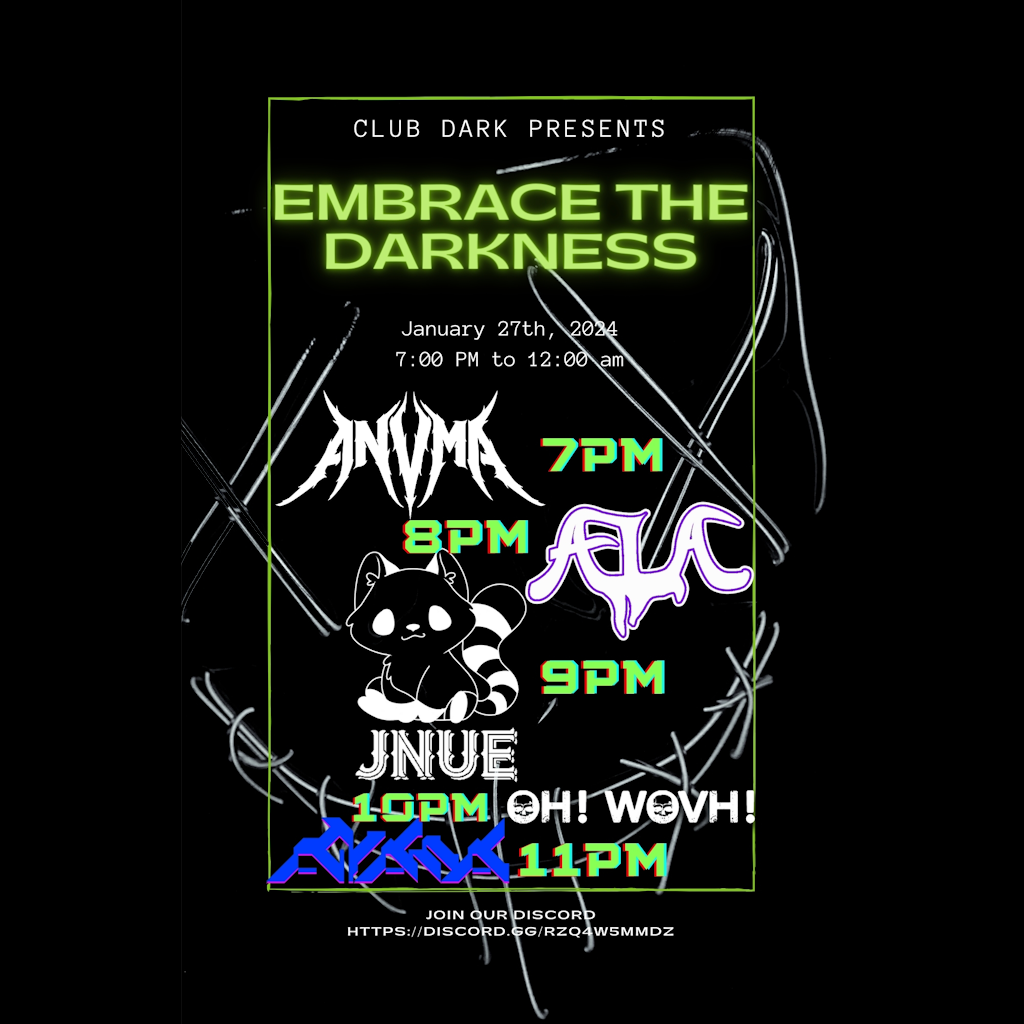 CLUB DARK PRESENTS
EMBRACE THE
DARKNESS
January 27th, 2024
7:00 PM to 12:00 am
ANVMA 7PM
8PM
9PM
JNUE
10PM OH! WOVH!
11PM
JOIN OUR DISCORD
HTTPS://DISCORD.GG/RZQ4W5MMDZ